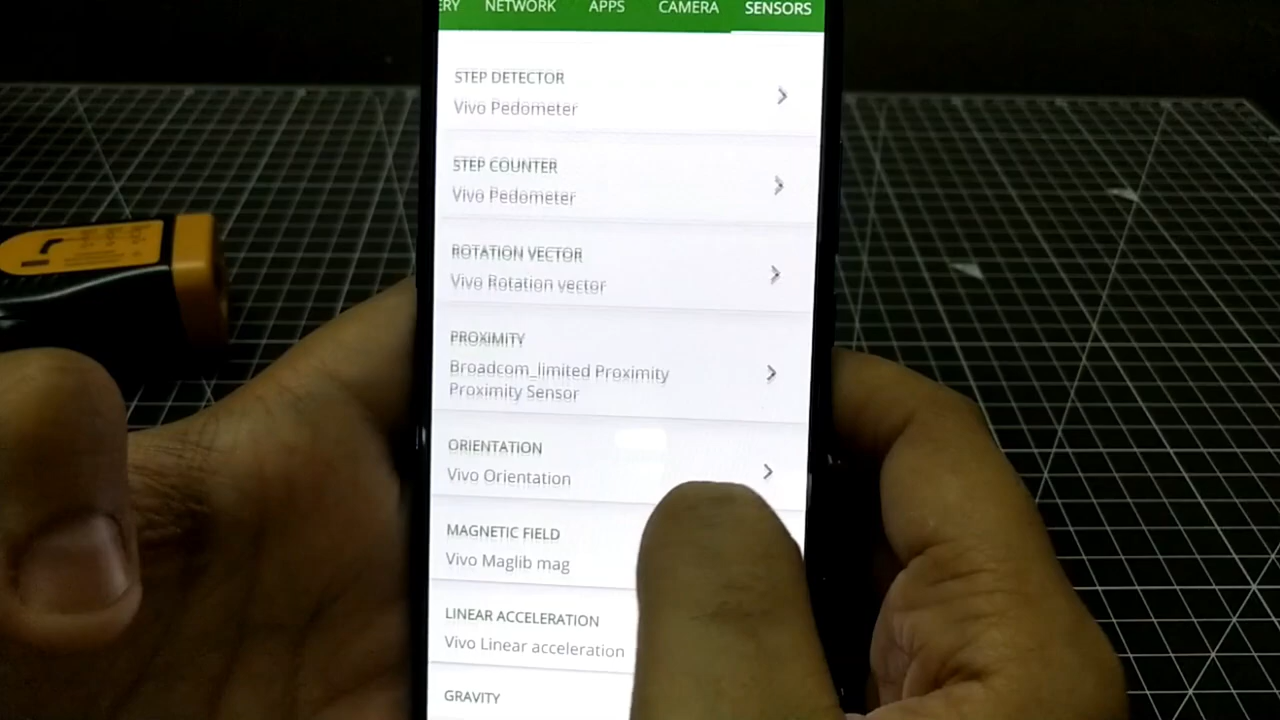 ERY NETWORK APPS CAMERA SENSORS
STEP DETECTOR
Vivo Pedometer
STEP COUNTER
Vivo Pedometer
ROTATION VECTOR
Vivo Rotation vector
PROXIMITY
Broadcom_limited Proximity
Proximity Sensor
ORIENTATION
Vivo Orientation
MAGNETIC FIELD
Vivo Maglib mag
LINEAR ACCELERATION
Vivo Linear acceleration
GRAVITY